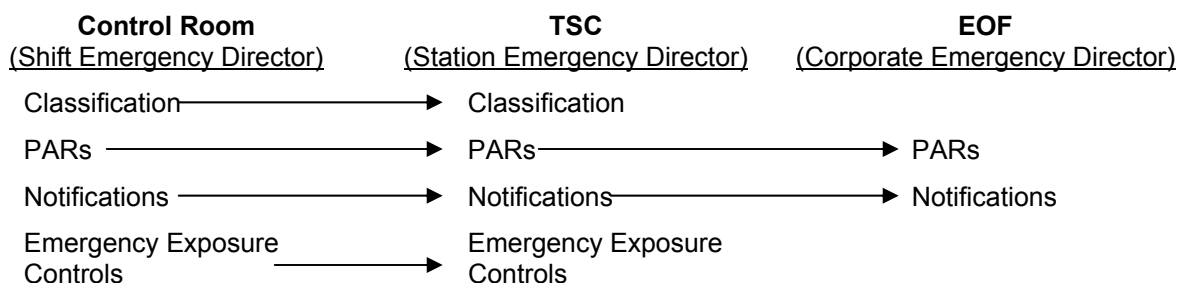 Control Room TSC EOF
(Shift Emergency Director) (Station Emergency Director) (Corporate Emergency Director)
Classification Classification
PARs PARs PARs
Notifications Notifications Notifications
Emergency Exposure Emergency Exposure
Controls Controls